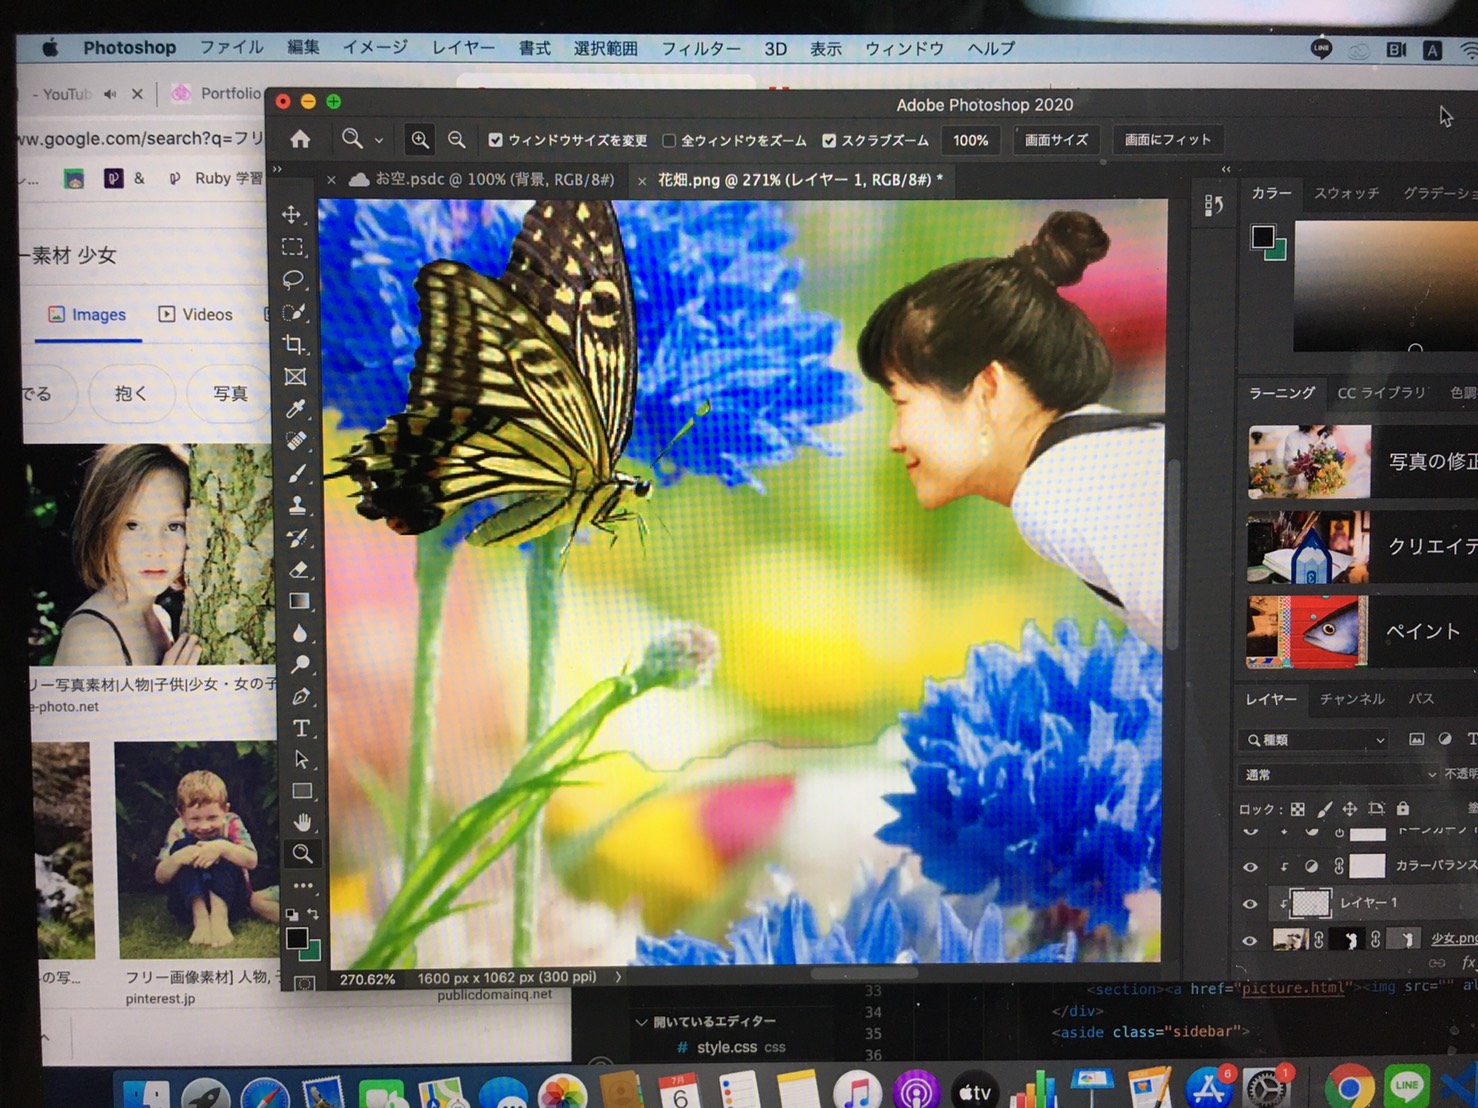 Photoshop ファイル 編集 イメージ レイヤー 書式 選択範囲 フィルター 3D 表示 ウィンドウ ヘルプ
LINE
A
- YouTub
Portfolio
Adobe Photoshop 2020
ww.google.com/search?q=フリ
ウィンドウサイズを変更 全ウィンドウをズーム スクラブズーム 100% 画面サイズ 画面にフィット
& Ruby 学習
お空.psdc @ 100% (背景, RGB/8#)
花畑.png @ 271% (レイヤー 1, RGB/8#) *
カラー スウォッチ グラデーショ
ー素材 少女
Images Videos
でる 抱く 写真
ラーニング CC ライブラリ 色調
写真の修正
クリエイテ
ペイント
リー写真素材|人物|子供|少女・女の子
e-photo.net
レイヤー チャンネル パス
種類
通常 不透明
ロック：
トーンカーブ
カラーバランス
レイヤー 1
少女.png
fx
270.62% 1600 px x 1062 px (300 ppi)
の写...
フリー画像素材] 人物,
pinterest.jp
publicdomainq.net
開いているエディター
# style.css css
33 <section><a href="picture.html"><img src="" al
34 </div>
35 <aside class="sidebar">
36
7月
6
tv
6
1
LINE